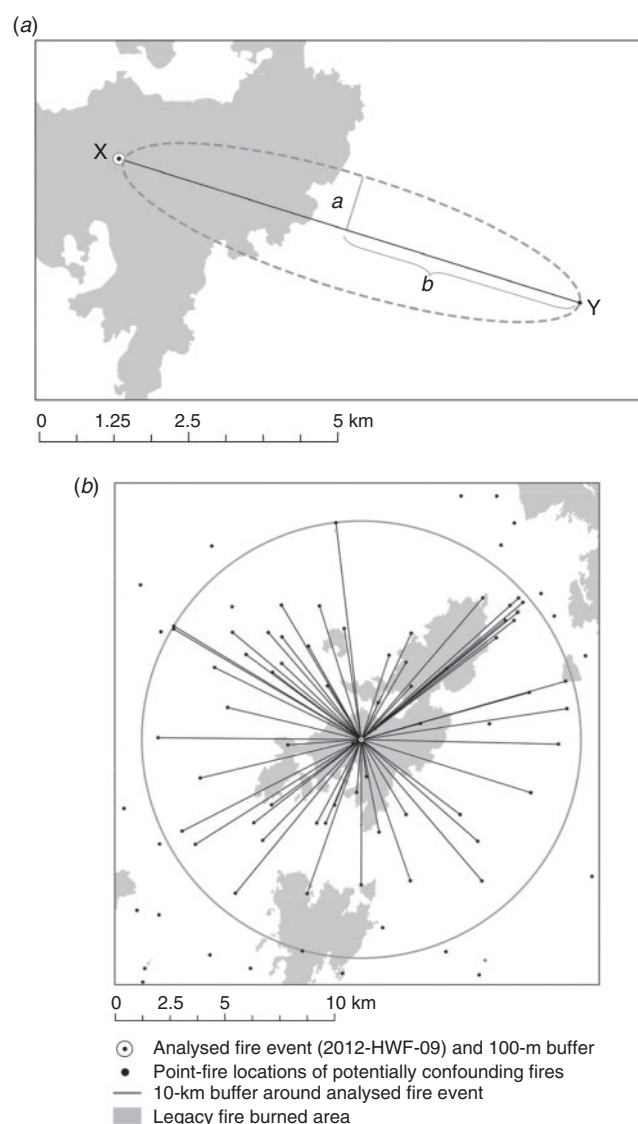 (a)
X
a
b
Y
0 1.25 2.5 5 km
(b)
0 2.5 5 10 km
Analysed fire event (2012-HWF-09) and 100-m buffer
Point-fire locations of potentially confounding fires
10-km buffer around analysed fire event
Legacy fire burned area